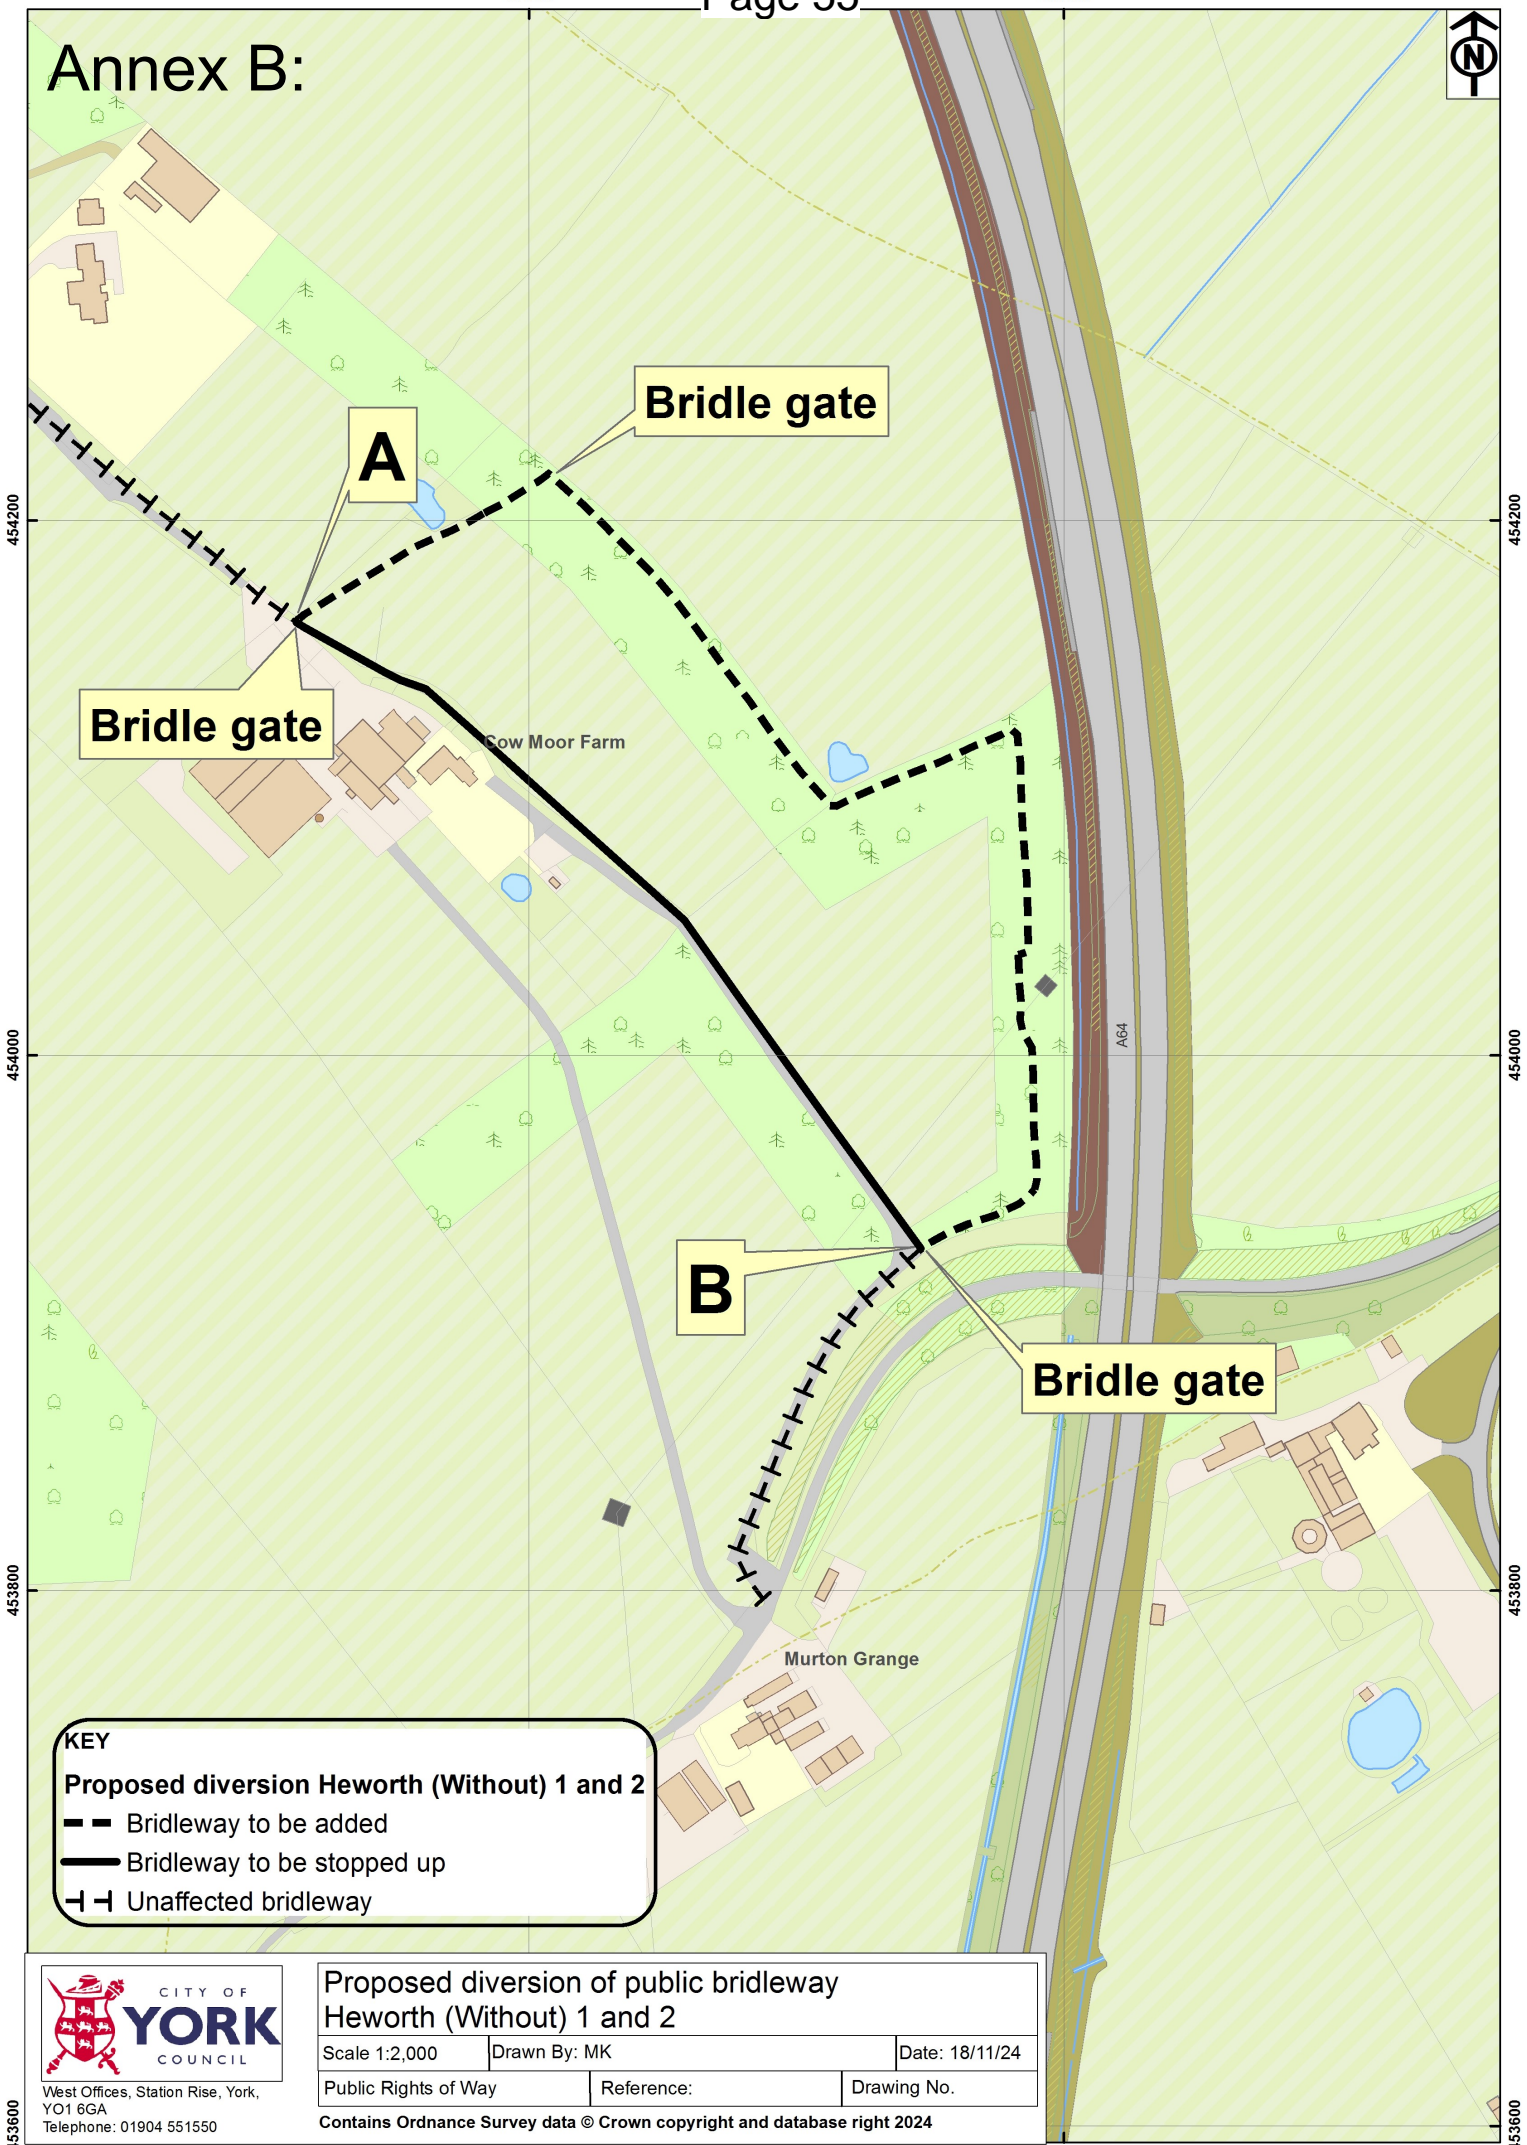 Page 55
Annex B:
N
Bridle gate
A
454200
454200
Bridle gate
Cow Moor Farm
454000
454000
A64
B
Bridle gate
453800
453800
Murton Grange
KEY
Proposed diversion Heworth (Without) 1 and 2
Bridleway to be added
Bridleway to be stopped up
Unaffected bridleway
CITY OF
YORK
COUNCIL
West Offices, Station Rise, York,
YO1 6GA
Telephone: 01904 551550
Proposed diversion of public bridleway
Heworth (Without) 1 and 2
Scale 1:2,000
Drawn By: MK
Date: 18/11/24
Public Rights of Way
Reference:
Drawing No.
Contains Ordnance Survey data © Crown copyright and database right 2024
453600
453600